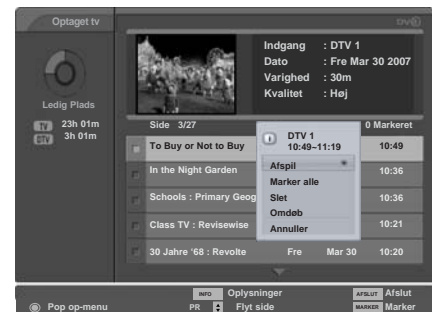 Optaget tv
DVR
Indgang : DTV 1
Dato : Fre Mar 30 2007
Varighed : 30m
Kvalitet : Høj
Ledig Plads
TV 23h 01m
DTV 3h 01m
Side 3/27
0 Markeret
To Buy or Not to Buy 10:49
In the Night Garden 10:36
Schools : Primary Geog 10:36
Class TV : Revisewise 10:21
30 Jahre ‘68 : Revolte Fre Mar 30 10:20
DTV 1
10:49~11:19
Afspil
Marker alle
Slet
Omdøb
Annuller
INFO Oplysninger
AFSLUT Afslut
Pop op-menu
PR Flyt side
MARKER Marker